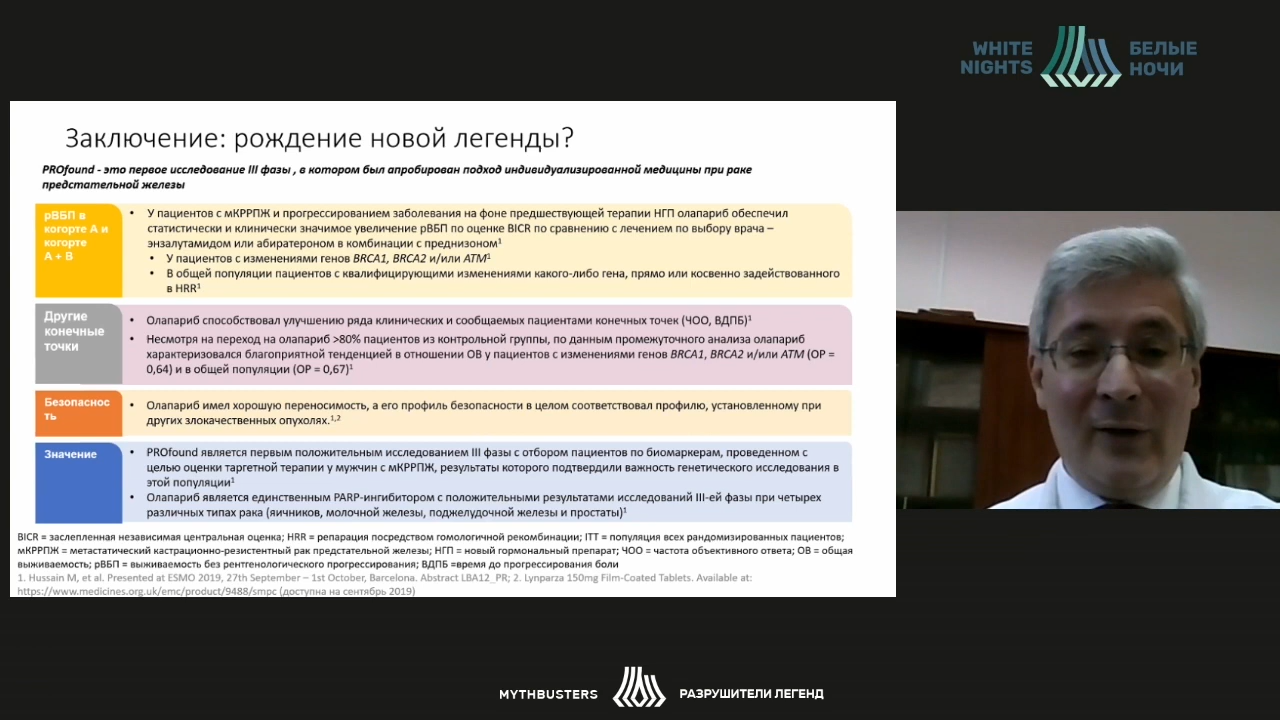 WHITE
NIGHTS
БЕЛЫЕ
НОЧИ
Заключение: рождение новой легенды?
PROfound - это первое исследование III фазы , в котором был апробирован подход индивидуализированной медицины при раке
предстательной железы
рВБП в
когорте А и
когорте
А + В
• У пациентов с мКРРПЖ и прогрессированием заболевания на фоне предшествующей терапии НГП олапариб обеспечил
статистически и клинически значимое увеличение рВБП по оценке BICR по сравнению с лечением по выбору врача –
энзалутамидом или абиратероном в комбинации с преднизоном¹
• У пациентов с изменениями генов BRCA1, BRCA2 и/или ATM¹
• В общей популяции пациентов с квалифицирующими изменениями какого-либо гена, прямо или косвенно задействованного
в HRR¹
Другие
конечные
точки
• Олапариб способствовал улучшению ряда клинических и сообщаемых пациентами конечных точек (ЧОО, ВДПБ)¹
• Несмотря на переход на олапариб >80% пациентов из контрольной группы, по данным промежуточного анализа олапариб
характеризовался благоприятной тенденцией в отношении ОВ у пациентов с изменениями генов BRCA1, BRCA2 и/или ATM (ОР =
0,64) и в общей популяции (ОР = 0,67)¹
Безопаснос
ть
• Олапариб имел хорошую переносимость, а его профиль безопасности в целом соответствовал профилю, установленному при
других злокачественных опухолях.¹,²
Значение
• PROfound является первым положительным исследованием III фазы с отбором пациентов по биомаркерам, проведенном с
целью оценки таргетной терапии у мужчин с мКРРПЖ, результаты которого подтвердили важность генетического исследования в
этой популяции¹
• Олапариб является единственным PARP-ингибитором с положительными результатами исследований III-ей фазы при четырех
различных типах рака (яичников, молочной железы, поджелудочной железы и простаты)¹
BICR = заслепленная независимая центральная оценка; HRR = репарация посредством гомологичной рекомбинации; ITT = популяция всех рандомизированных пациентов;
мКРРПЖ = метастатический кастрационно-резистентный рак предстательной железы; НГП = новый гормональный препарат; ЧОО = частота объективного ответа; ОВ = общая
выживаемость; рВБП = выживаемость без рентгенологического прогрессирования; ВДПБ =время до прогрессирования боли
1. Hussain M, et al. Presented at ESMO 2019, 27th September – 1st October, Barcelona. Abstract LBA12_PR; 2. Lynparza 150mg Film-Coated Tablets. Available at:
https://www.medicines.org.uk/emc/product/9488/smpc (доступна на сентябрь 2019)
MYTHBUSTERS
РАЗРУШИТЕЛИ ЛЕГЕНД